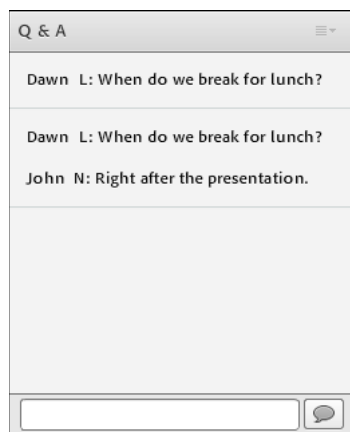 Q & A
Dawn L: When do we break for lunch?
Dawn L: When do we break for lunch?
John N: Right after the presentation.